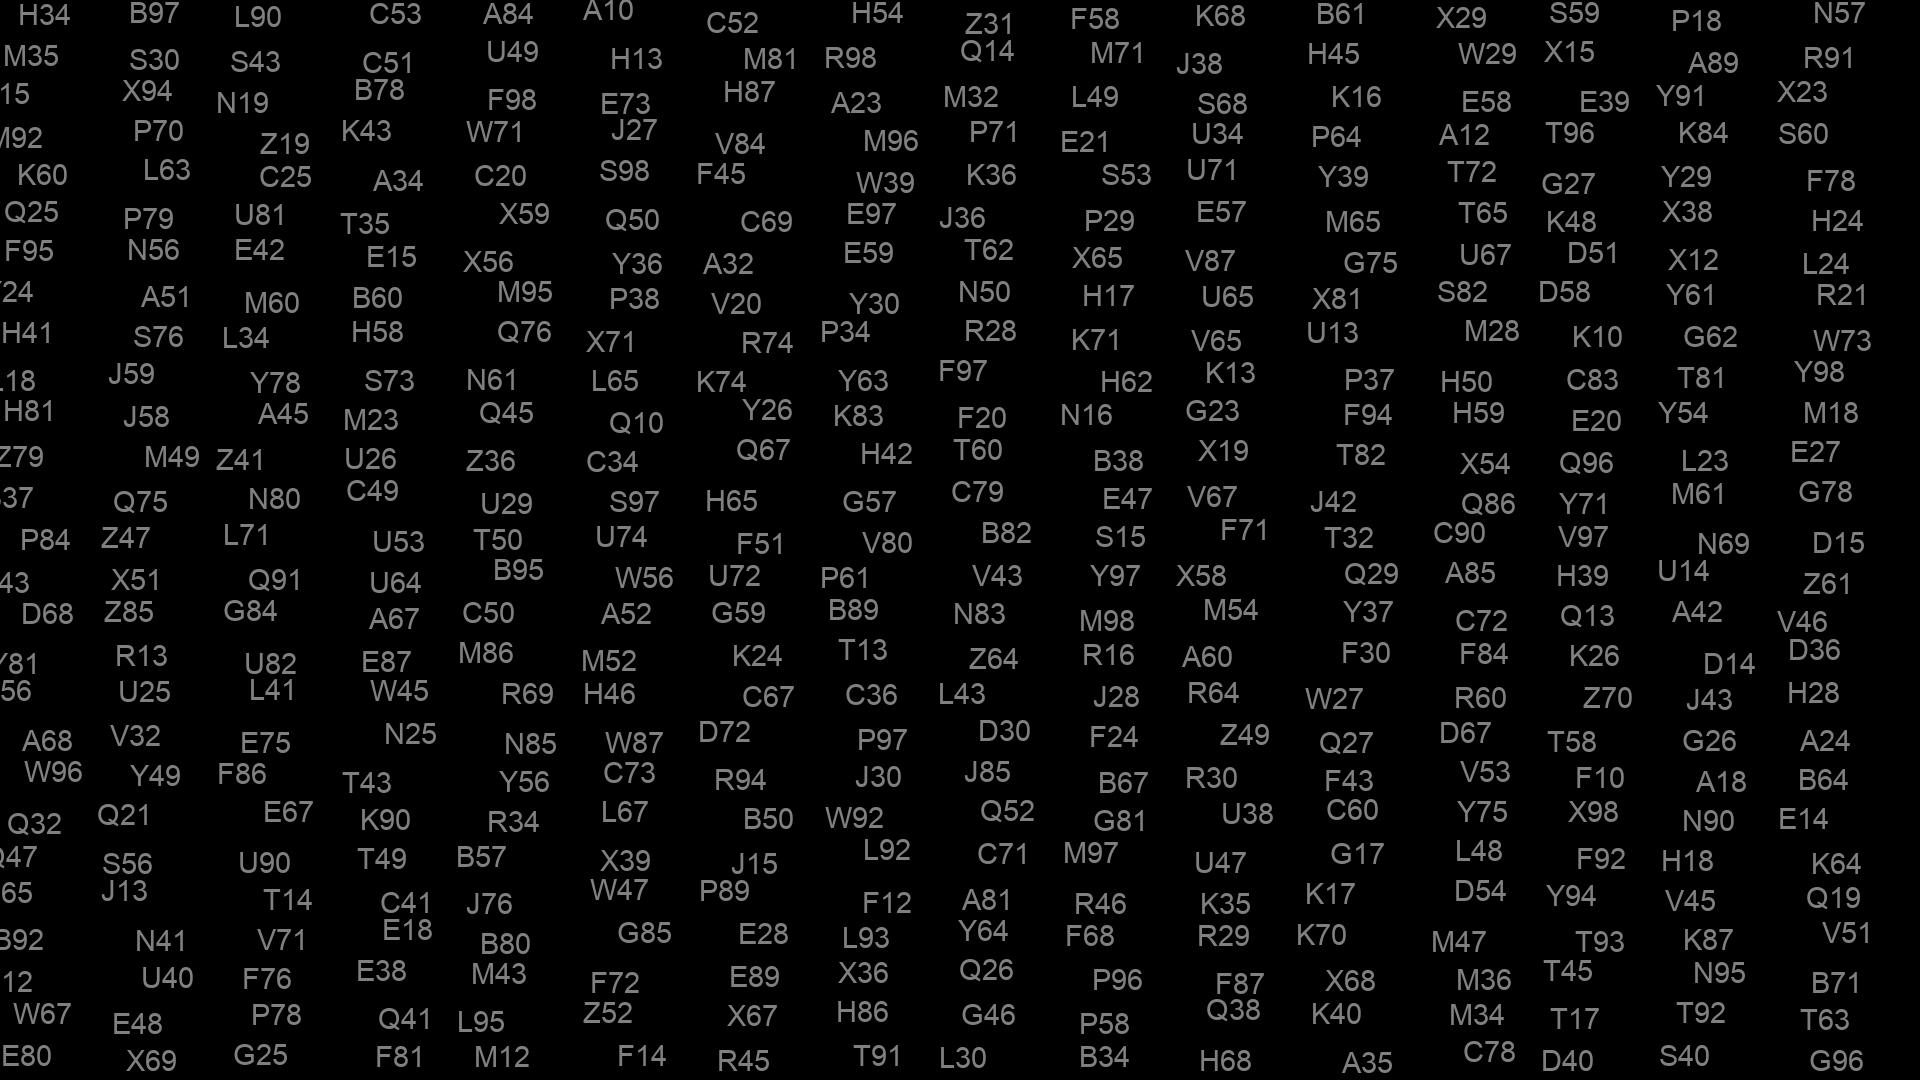 H34 B97 L90 C53 A84 A10 C52 H54 Z31 F58 K68 B61 X29 S59 P18 N57
M35 S30 S43 C51 U49 H13 M81 R98 Q14 M71 J38 H45 W29 X15 A89 R91
15 X94 N19 B78 F98 E73 H87 A23 M32 L49 S68 K16 E58 E39 Y91 X23
M92 P70 Z19 K43 W71 J27 V84 M96 P71 E21 U34 P64 A12 T96 K84 S60
K60 L63 C25 A34 C20 S98 F45 W39 K36 S53 U71 Y39 T72 G27 Y29 F78
Q25 P79 U81 T35 X59 Q50 C69 E97 J36 P29 E57 M65 T65 K48 X38 H24
F95 N56 E42 E15 X56 Y36 A32 E59 T62 X65 V87 G75 U67 D51 X12 L24
24 A51 M60 B60 M95 P38 V20 Y30 N50 H17 U65 X81 S82 D58 Y61 R21
H41 S76 L34 H58 Q76 X71 R74 P34 R28 K71 V65 U13 M28 K10 G62 W73
18 J59 Y78 S73 N61 L65 K74 Y63 F97 H62 K13 P37 H50 C83 T81 Y98
H81 J58 A45 M23 Q45 Q10 Y26 K83 F20 N16 G23 F94 H59 E20 Y54 M18
Z79 M49 Z41 U26 Z36 C34 Q67 H42 T60 B38 X19 T82 X54 Q96 L23 E27
37 Q75 N80 C49 U29 S97 H65 G57 C79 E47 V67 J42 Q86 Y71 M61 G78
P84 Z47 L71 U53 T50 U74 F51 V80 B82 S15 F71 T32 C90 V97 N69 D15
43 X51 Q91 U64 B95 W56 U72 P61 V43 Y97 X58 Q29 A85 H39 U14 Z61
D68 Z85 G84 A67 C50 A52 G59 B89 N83 M98 M54 Y37 C72 Q13 A42 V46
Y81 R13 U82 E87 M86 M52 K24 T13 Z64 R16 A60 F30 F84 K26 D14 D36
56 U25 L41 W45 R69 H46 C67 C36 L43 J28 R64 W27 R60 Z70 J43 H28
A68 V32 E75 N25 N85 W87 D72 P97 D30 F24 Z49 Q27 D67 T58 G26 A24
W96 Y49 F86 T43 Y56 C73 R94 J30 J85 B67 R30 F43 V53 F10 A18 B64
Q32 Q21 E67 K90 R34 L67 B50 W92 Q52 G81 U38 C60 Y75 X98 N90 E14
Q47 S56 U90 T49 B57 X39 J15 L92 C71 M97 U47 G17 L48 F92 H18 K64
65 J13 T14 C41 J76 W47 P89 F12 A81 R46 K35 K17 D54 Y94 V45 Q19
B92 N41 V71 E18 B80 G85 E28 L93 Y64 F68 R29 K70 M47 T93 K87 V51
12 U40 F76 E38 M43 F72 E89 X36 Q26 P96 F87 X68 M36 T45 N95 B71
W67 E48 P78 Q41 L95 Z52 X67 H86 G46 P58 Q38 K40 M34 T17 T92 T63
E80 X69 G25 F81 M12 F14 R45 T91 L30 B34 H68 A35 C78 D40 S40 G96